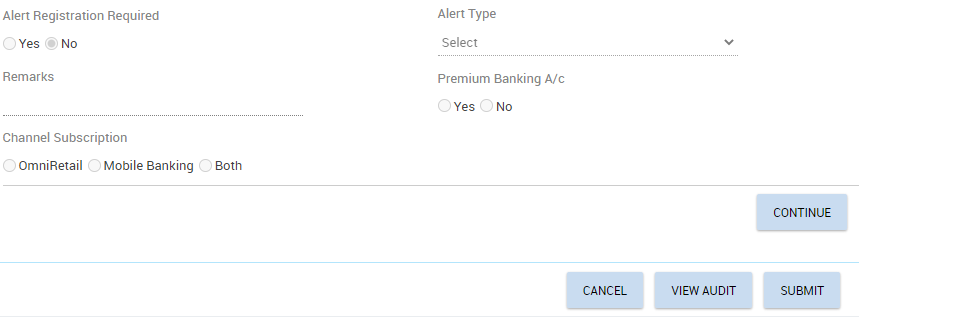 Alert Registration Required
Alert Type
Yes No
Select
Remarks
Premium Banking A/c
Yes No
Channel Subscription
OmniRetail Mobile Banking Both
CONTINUE
CANCEL VIEW AUDIT SUBMIT